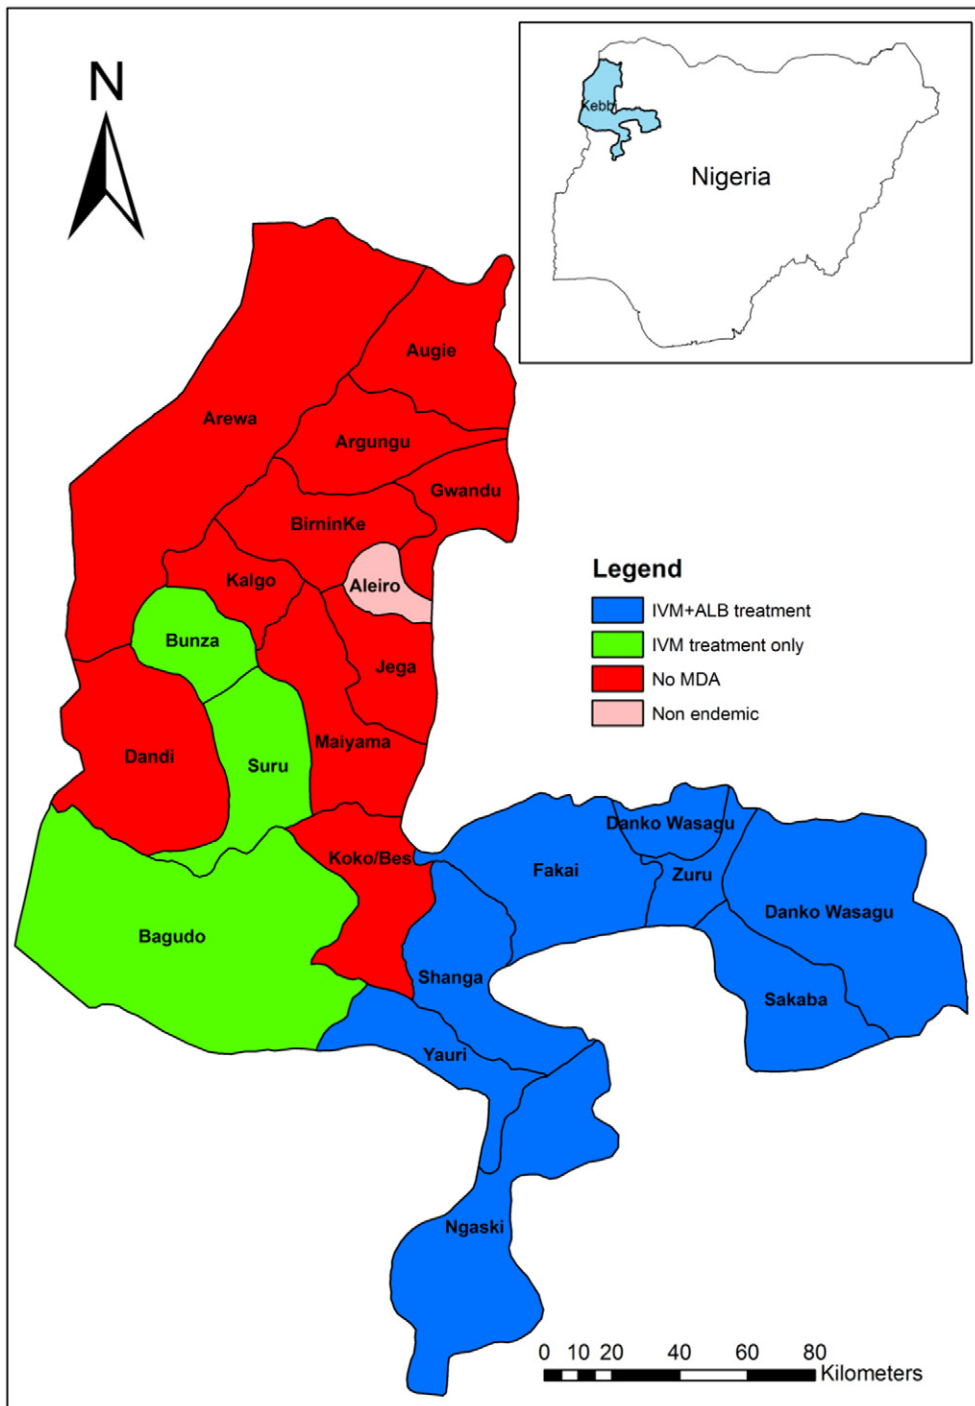 N
Kebbi
Nigeria
Augie
Arewa
Argungu
Gwandu
BirninKe
Kalgo
Aleiro
Bunza
Jega
Maiyama
Dandi
Suru
Koko/Bes
Danko Wasagu
Fakai
Zuru
Danko Wasagu
Bagudo
Shanga
Sakaba
Yauri
Ngaski
Legend
IVM+ALB treatment
IVM treatment only
No MDA
Non endemic
0 10 20 40 60 80
Kilometers